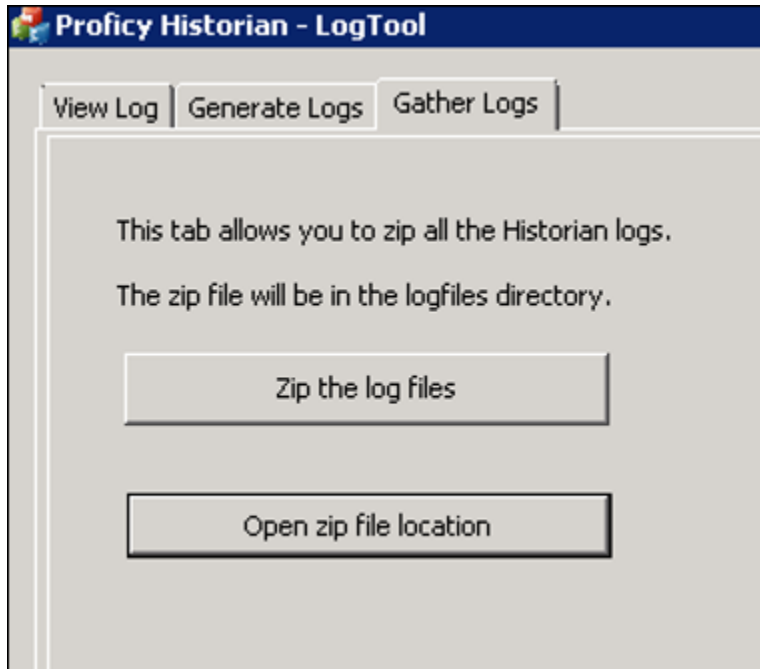 Proficy Historian - LogTool
View Log Generate Logs Gather Logs
This tab allows you to zip all the Historian logs.
The zip file will be in the logfiles directory.
Zip the log files
Open zip file location